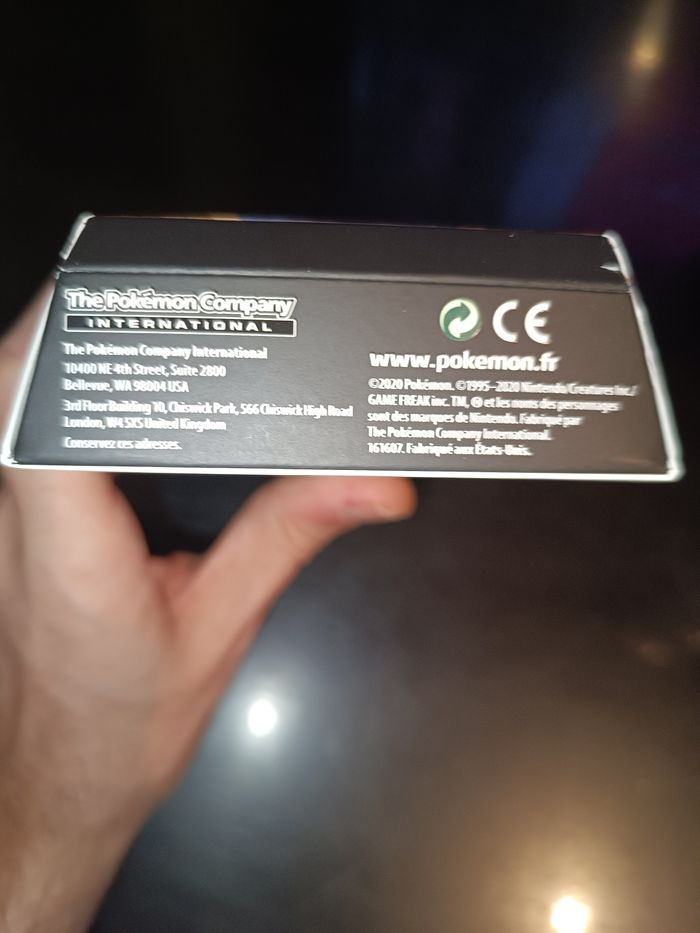 The Pokémon Company
INTERNATIONAL
The Pokémon Company International
10400 NE 4th Street, Suite 2800
Bellevue, WA 98004 USA
3rd Floor Building 10, Chiswick Park, 566 Chiswick High Road
London, W4 5XS United Kingdom
Conservez ces adresses.
CE
www.pokemon.fr
©2020 Pokémon. ©1995–2020 Nintendo/Creatures Inc./
GAME FREAK inc. TM, ® et les noms des personnages
sont des marques de Nintendo. Fabriqué par
The Pokémon Company International.
161607. Fabriqué aux États-Unis.